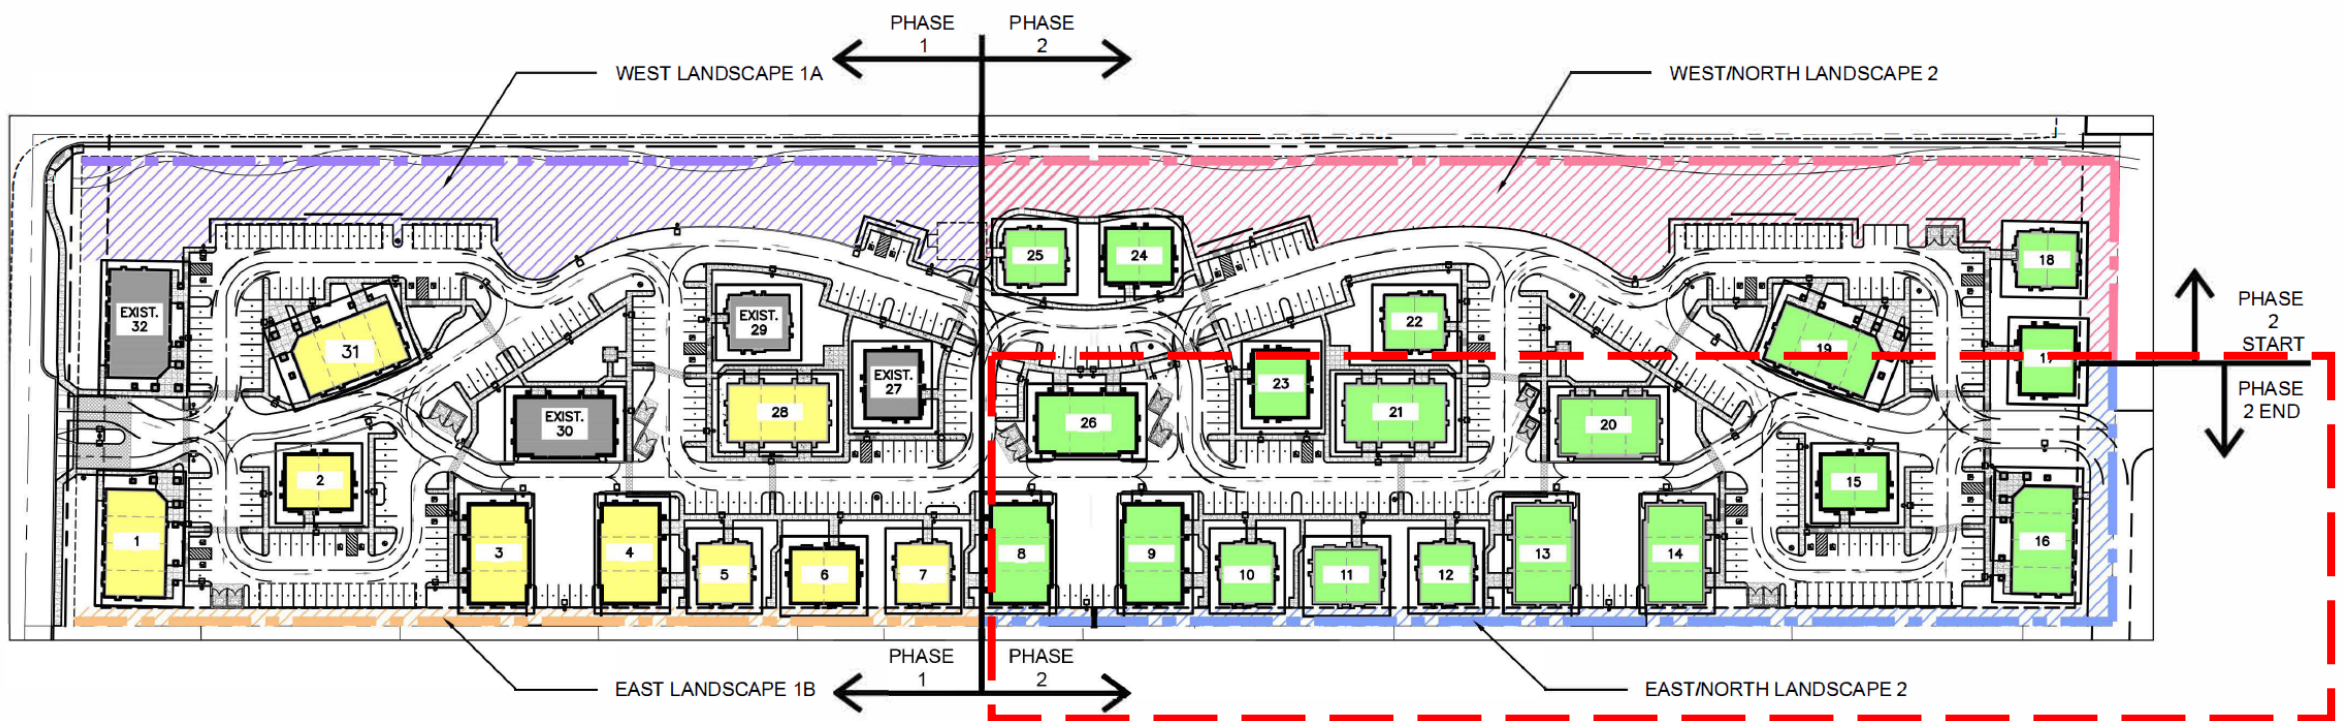 PHASE
1
PHASE
2
WEST LANDSCAPE 1A
WEST/NORTH LANDSCAPE 2
25
24
18
EXIST.
32
31
EXIST.
29
22
19
17
PHASE
2
START
PHASE
2 END
EXIST.
27
23
28
26
21
20
EXIST.
30
2
15
1
3
4
5
6
7
8
9
10
11
12
13
14
16
PHASE
1
PHASE
2
EAST LANDSCAPE 1B
EAST/NORTH LANDSCAPE 2